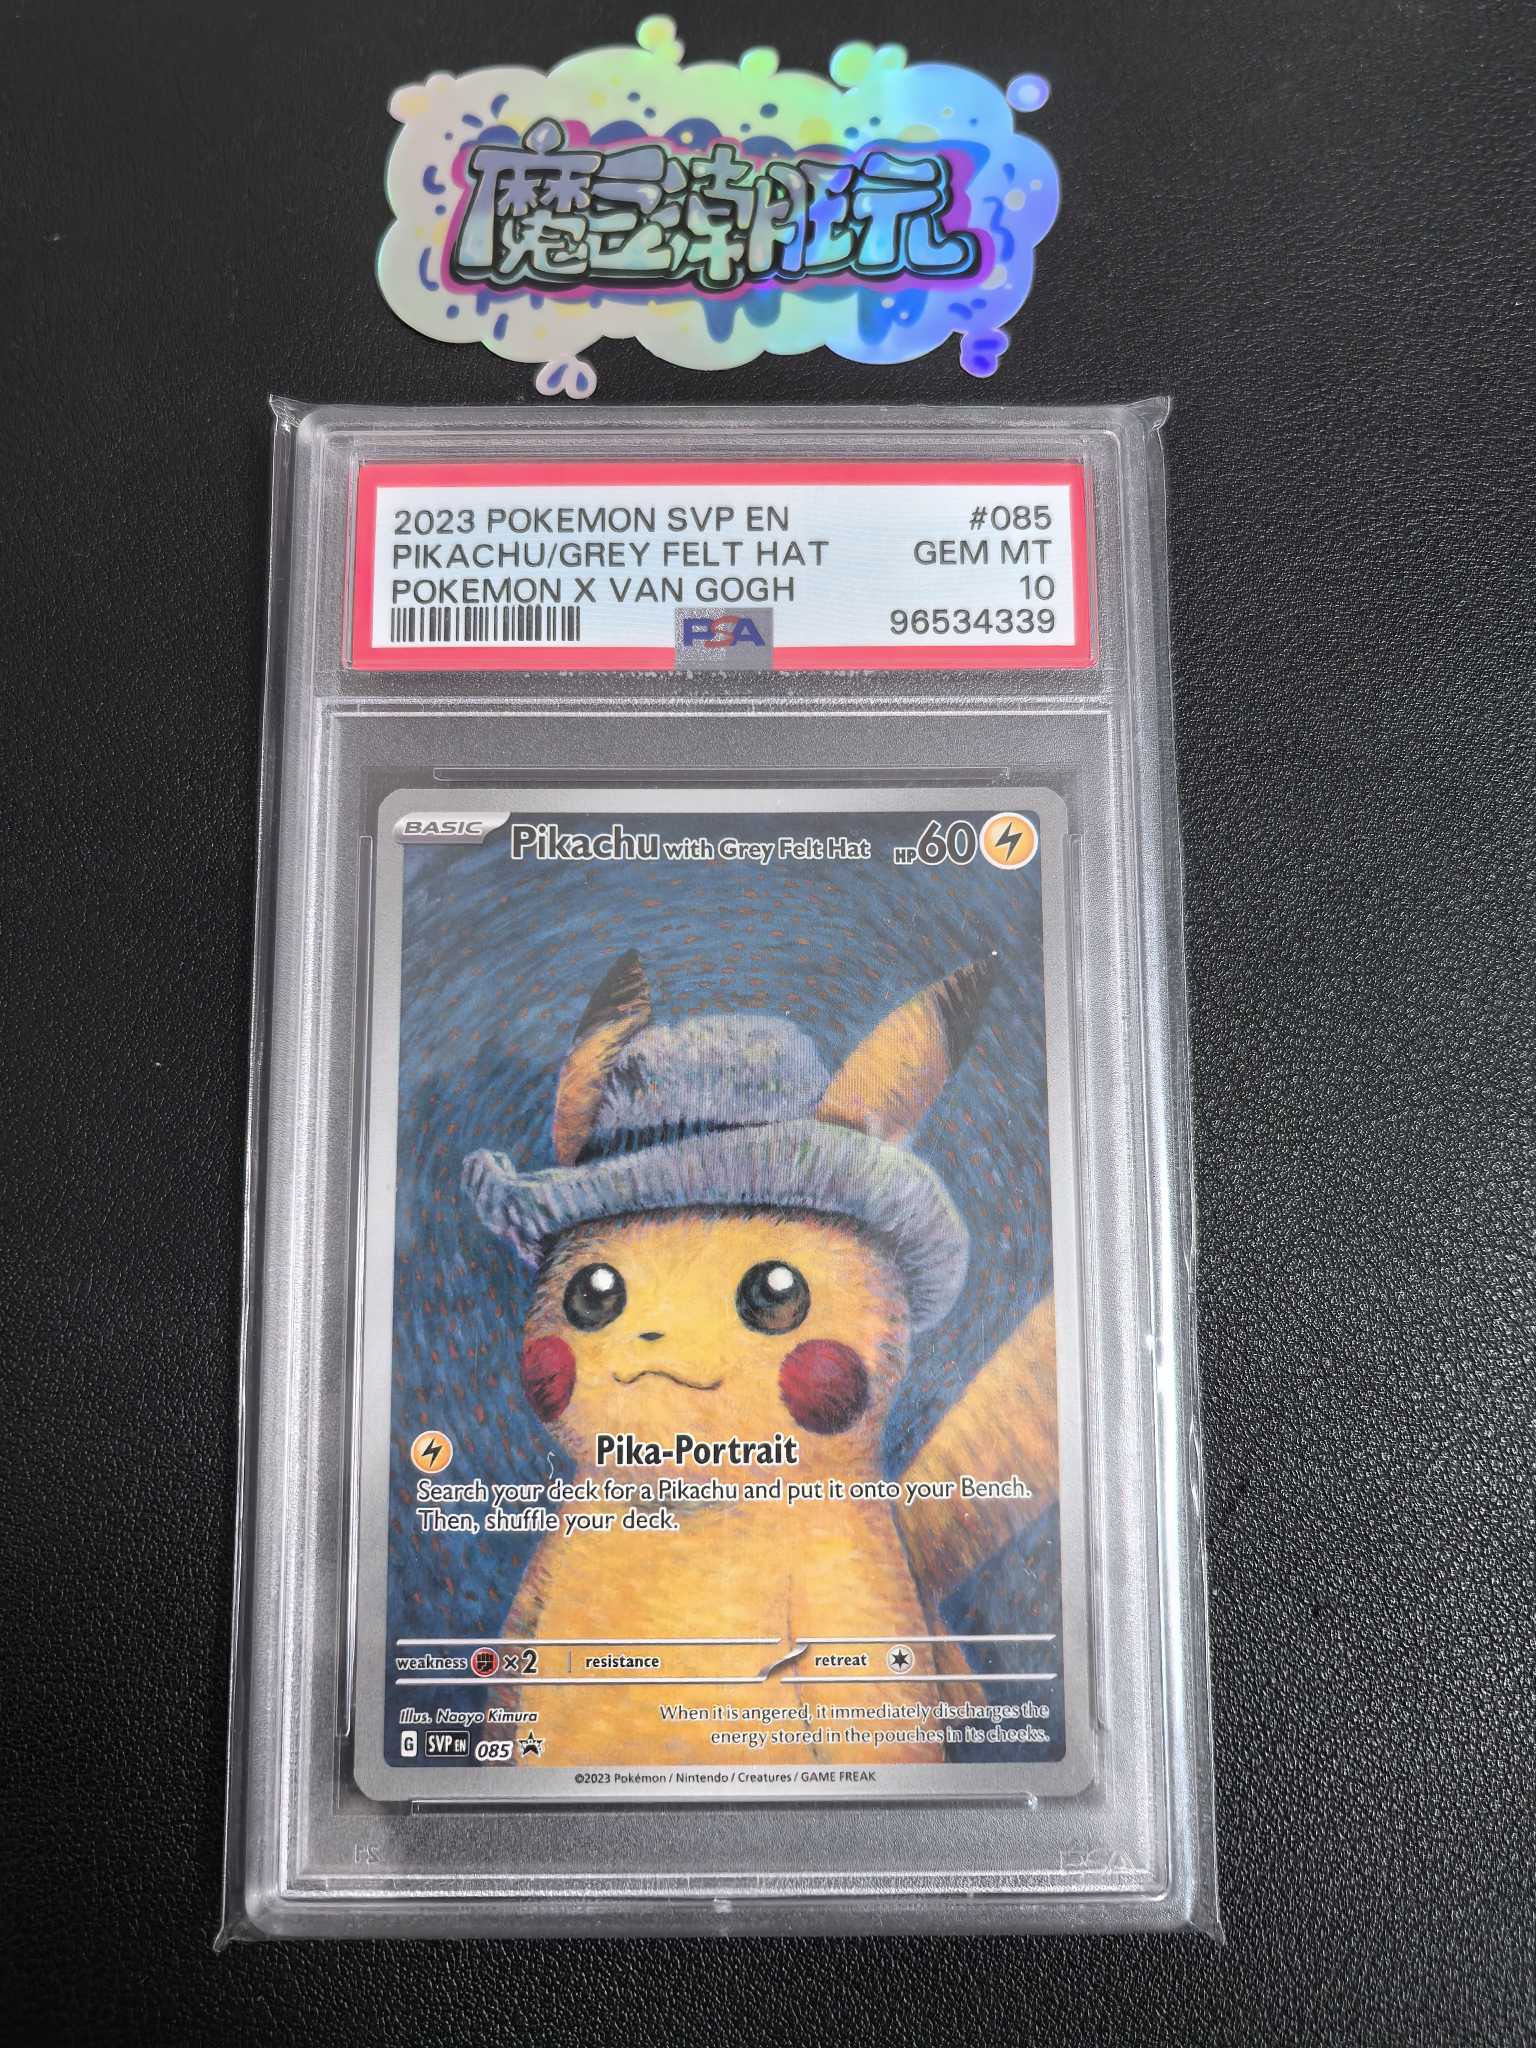 魔云潮玩
2023 POKEMON SVP EN #085
PIKACHU/GREY FELT HAT GEM MT
POKEMON X VAN GOGH 10
PSA 96534339
BASIC Pikachu with Grey Felt Hat HP 60
Pika-Portrait
Search your deck for a Pikachu and put it onto your Bench.
Then, shuffle your deck.
weakness ×2 resistance retreat
Illus. Naoyo Kimura
When it is angered, it immediately discharges the
energy stored in the pouches in its cheeks.
G SVP EN 085
©2023 Pokémon / Nintendo / Creatures / GAME FREAK